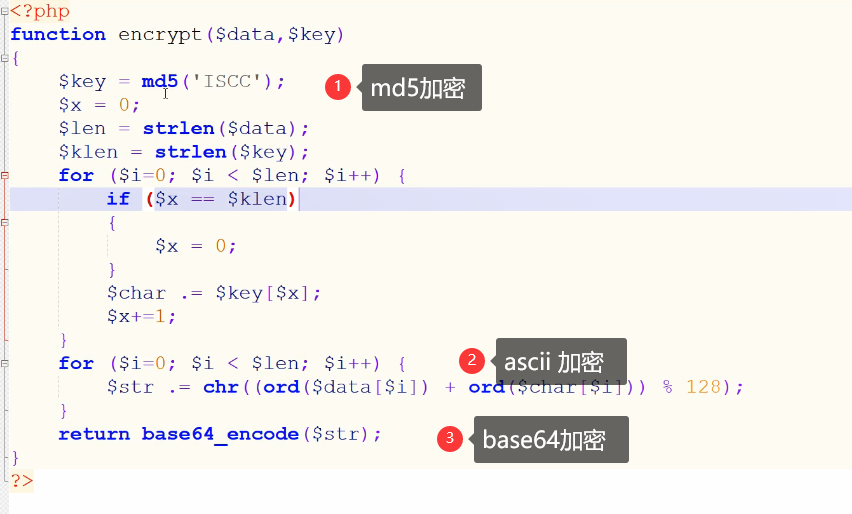 <?php
function encrypt($data,$key)
{
$key = md5('ISCC');
1 md5加密
$x = 0;
$len = strlen($data);
$klen = strlen($key);
for ($i=0; $i < $len; $i++) {
if ($x == $klen)
{
$x = 0;
}
$char .= $key[$x];
$x+=1;
}
for ($i=0; $i < $len; $i++) {
2 ascii 加密
$str .= chr((ord($data[$i]) + ord($char[$i])) % 128);
}
return base64_encode($str);
3 base64加密
}
?>